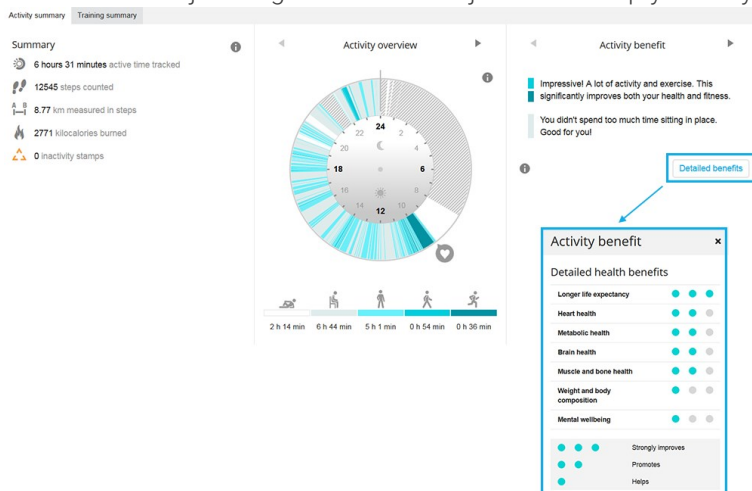 Activity summary Training summary
Summary
6 hours 31 minutes active time tracked
12545 steps counted
A B
8.77 km measured in steps
2771 kilocalories burned
0 inactivity stamps
Activity overview
24
2
4
6
8
10
12
14
16
18
20
22
2 h 14 min 6 h 44 min 5 h 1 min 0 h 54 min 0 h 36 min
Activity benefit
Impressive! A lot of activity and exercise. This
significantly improves both your health and fitness.
You didn't spend too much time sitting in place.
Good for you!
Detailed benefits
Activity benefit ×
Detailed health benefits
Longer life expectancy
Heart health
Metabolic health
Brain health
Muscle and bone health
Weight and body
composition
Mental wellbeing
Strongly improves
Promotes
Helps